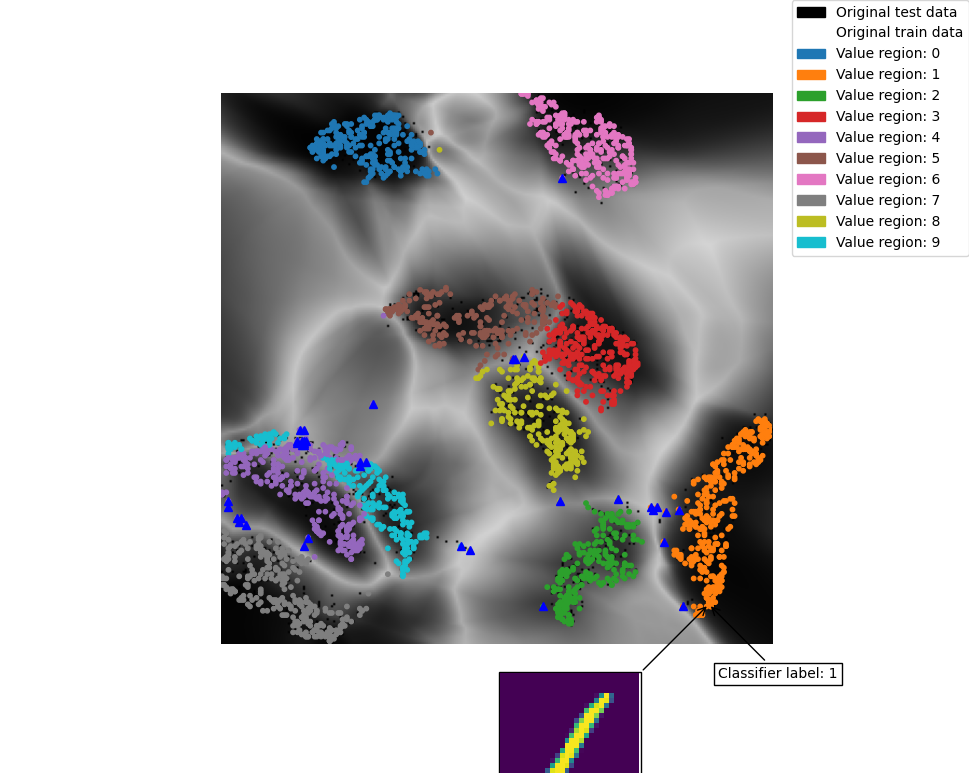 Original test data
Original train data
Value region: 0
Value region: 1
Value region: 2
Value region: 3
Value region: 4
Value region: 5
Value region: 6
Value region: 7
Value region: 8
Value region: 9
Classifier label: 1